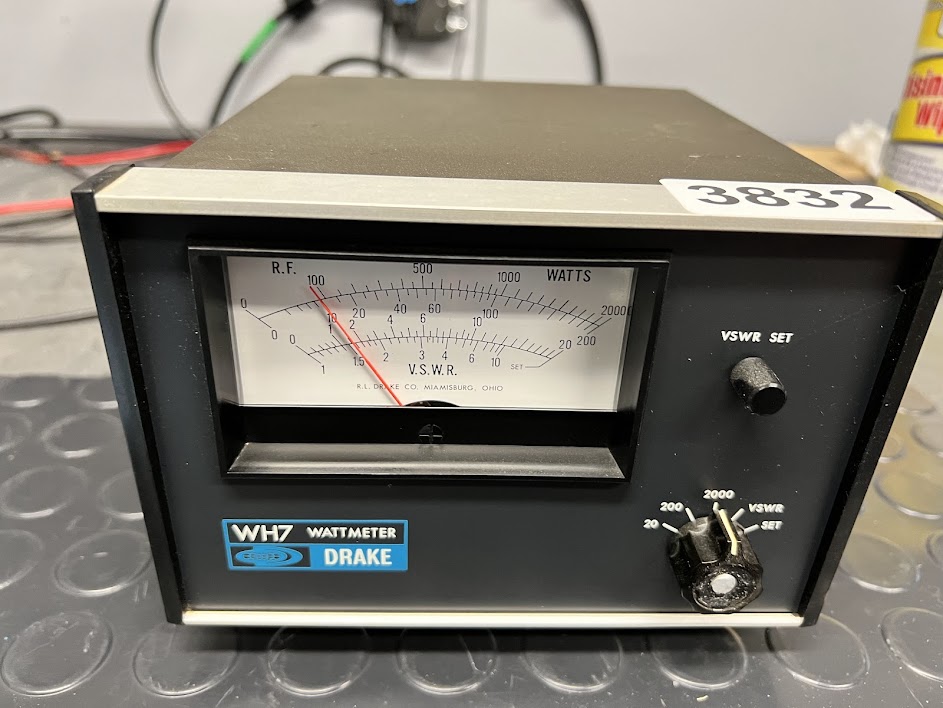 3832
R.F. 100 500 1000 WATTS
0 2000
10 20 40 60 100
0 1 2 4 6 20 200
0
1 1.5 2 3 4 6 10 SET
V.S.W.R.
R.L. DRAKE CO. MIAMISBURG, OHIO
VSWR SET
20 200 2000 VSWR SET
WH7 WATTMETER
DRAKE